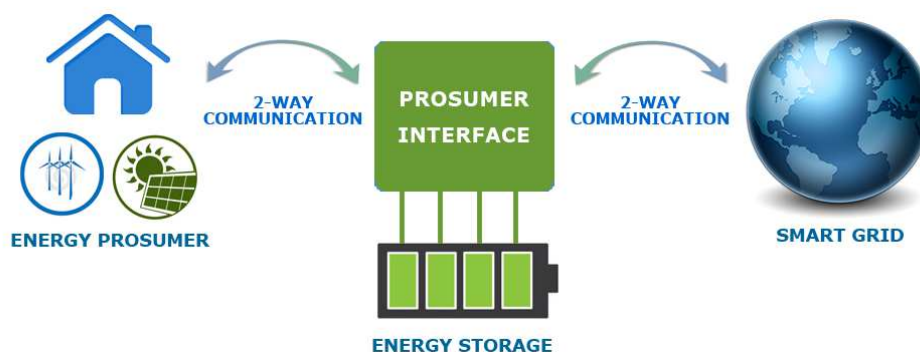 2-WAY
COMMUNICATION
PROSUMER
INTERFACE
2-WAY
COMMUNICATION
ENERGY PROSUMER
SMART GRID
ENERGY STORAGE